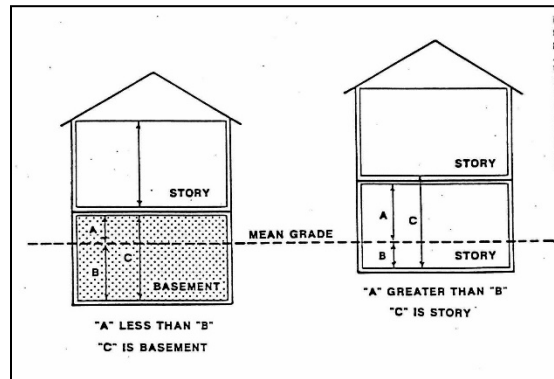 STORY
A
B
C
BASEMENT
MEAN GRADE
STORY
A
C
B
STORY
"A" LESS THAN "B"
"C" IS BASEMENT
"A" GREATER THAN "B"
"C" IS STORY